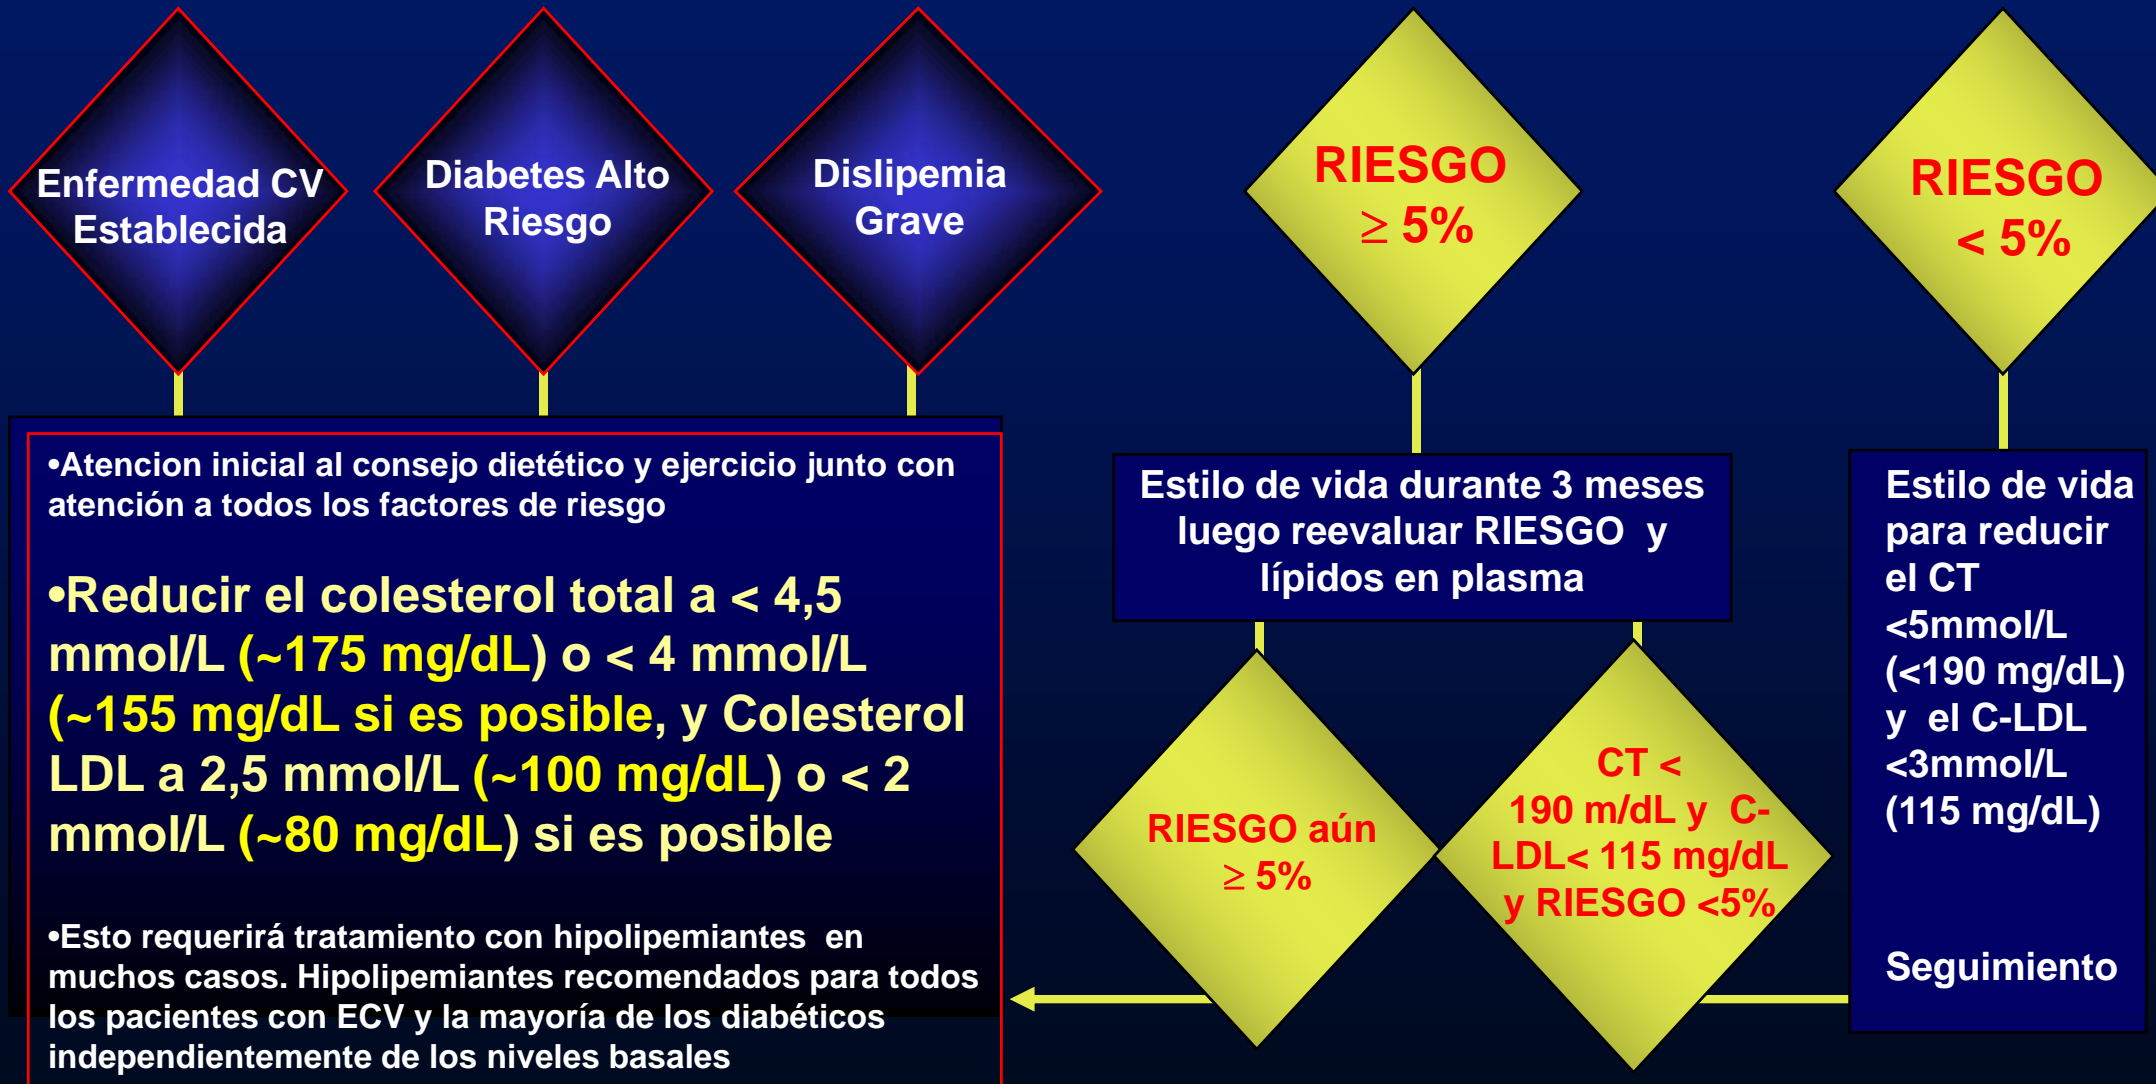 Enfermedad CV
Establecida
Diabetes Alto
Riesgo
Dislipemia
Grave
RIESGO
≥ 5%
RIESGO
< 5%
•Atencion inicial al consejo dietético y ejercicio junto con
atención a todos los factores de riesgo
•Reducir el colesterol total a < 4,5
mmol/L (~175 mg/dL) o < 4 mmol/L
(~155 mg/dL si es posible, y Colesterol
LDL a 2,5 mmol/L (~100 mg/dL) o < 2
mmol/L (~80 mg/dL) si es posible
•Esto requerirá tratamiento con hipolipemiantes en
muchos casos. Hipolipemiantes recomendados para todos
los pacientes con ECV y la mayoría de los diabéticos
independientemente de los niveles basales
Estilo de vida durante 3 meses
luego reevaluar RIESGO y
lípidos en plasma
RIESGO aún
≥ 5%
CT <
190 m/dL y C-
LDL< 115 mg/dL
y RIESGO <5%
Estilo de vida
para reducir
el CT
<5mmol/L
(<190 mg/dL)
y el C-LDL
<3mmol/L
(115 mg/dL)
Seguimiento